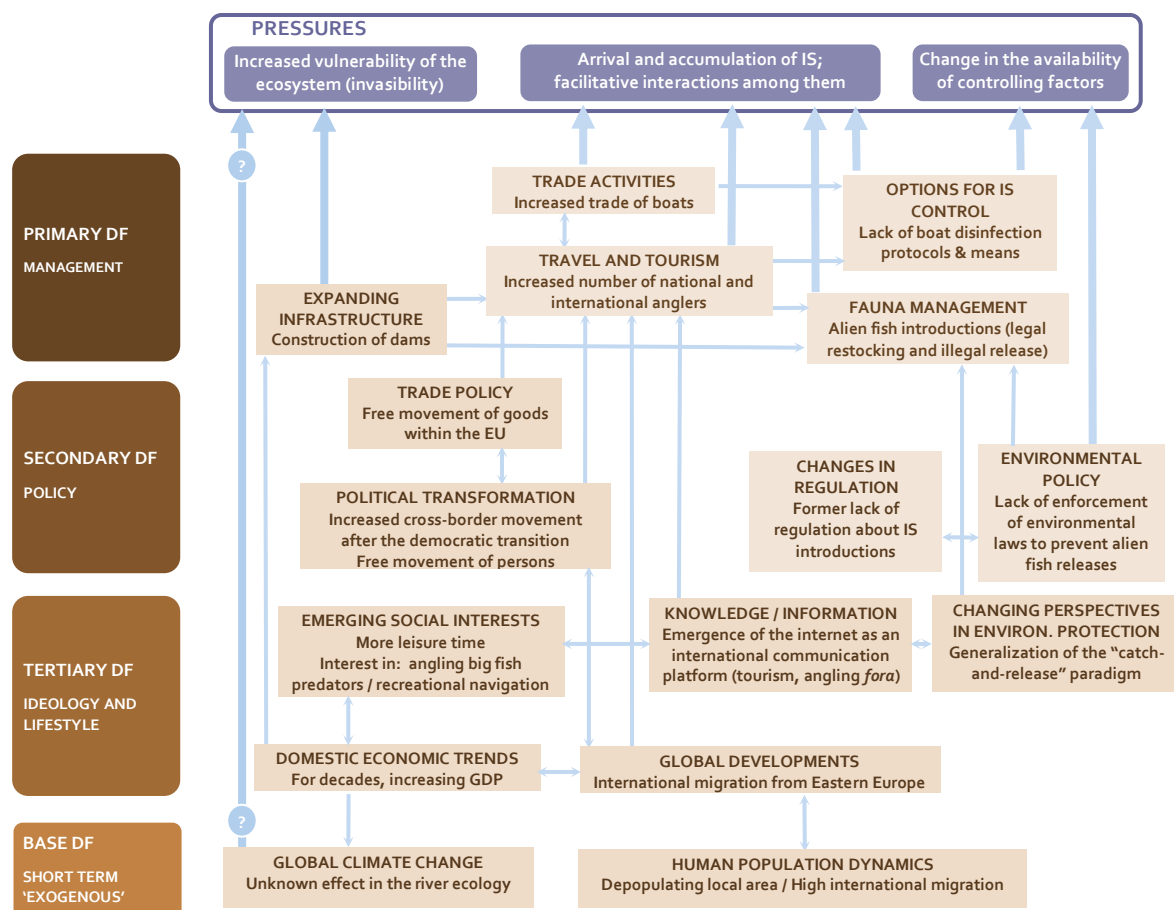 PRESSURES
Increased vulnerability of the
ecosystem (invasibility)
Arrival and accumulation of IS;
facilitative interactions among them
Change in the availability
of controlling factors
?
PRIMARY DF
MANAGEMENT
TRADE ACTIVITIES
Increased trade of boats
OPTIONS FOR IS
CONTROL
Lack of boat disinfection
protocols & means
TRAVEL AND TOURISM
Increased number of national and
international anglers
EXPANDING
INFRASTRUCTURE
Construction of dams
FAUNA MANAGEMENT
Alien fish introductions (legal
restocking and illegal release)
SECONDARY DF
POLICY
TRADE POLICY
Free movement of goods
within the EU
POLITICAL TRANSFORMATION
Increased cross-border movement
after the democratic transition
Free movement of persons
CHANGES IN
REGULATION
Former lack of
regulation about IS
introductions
ENVIRONMENTAL
POLICY
Lack of enforcement
of environmental
laws to prevent alien
fish releases
TERTIARY DF
IDEOLOGY AND
LIFESTYLE
EMERGING SOCIAL INTERESTS
More leisure time
Interest in: angling big fish
predators / recreational navigation
KNOWLEDGE / INFORMATION
Emergence of the internet as an
international communication
platform (tourism, angling fora)
CHANGING PERSPECTIVES
IN ENVIRON. PROTECTION
Generalization of the “catch-
and-release” paradigm
DOMESTIC ECONOMIC TRENDS
For decades, increasing GDP
GLOBAL DEVELOPMENTS
International migration from Eastern Europe
?
BASE DF
SHORT TERM
‘EXOGENOUS’
GLOBAL CLIMATE CHANGE
Unknown effect in the river ecology
HUMAN POPULATION DYNAMICS
Depopulating local area / High international migration